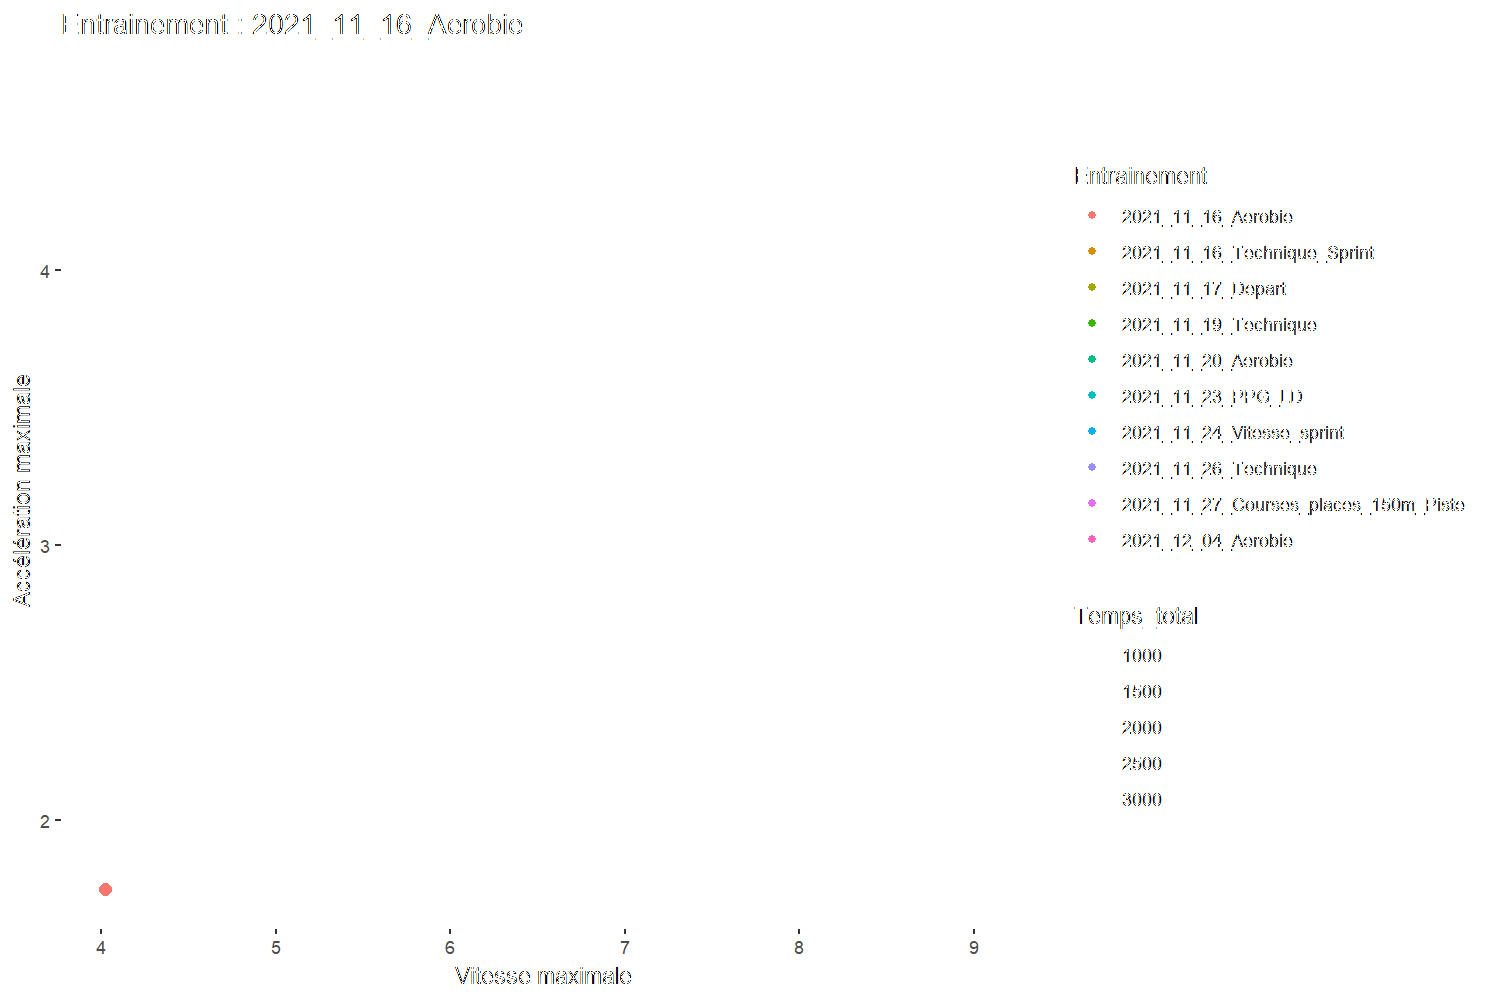 Entrainement : 2021_11_16_Aerobie
Entrainement
2021_11_16_Aerobie
2021_11_16_Technique_Sprint
2021_11_17_Depart
2021_11_19_Technique
2021_11_20_Aerobie
2021_11_23_PPG_LD
2021_11_24_Vitesse_sprint
2021_11_26_Technique
2021_11_27_Courses_places_150m_Piste
2021_12_04_Aerobie
Temps_total
1000
1500
2000
2500
3000
Accélération maximale
4
3
2
4 5 6 7 8 9
Vitesse maximale